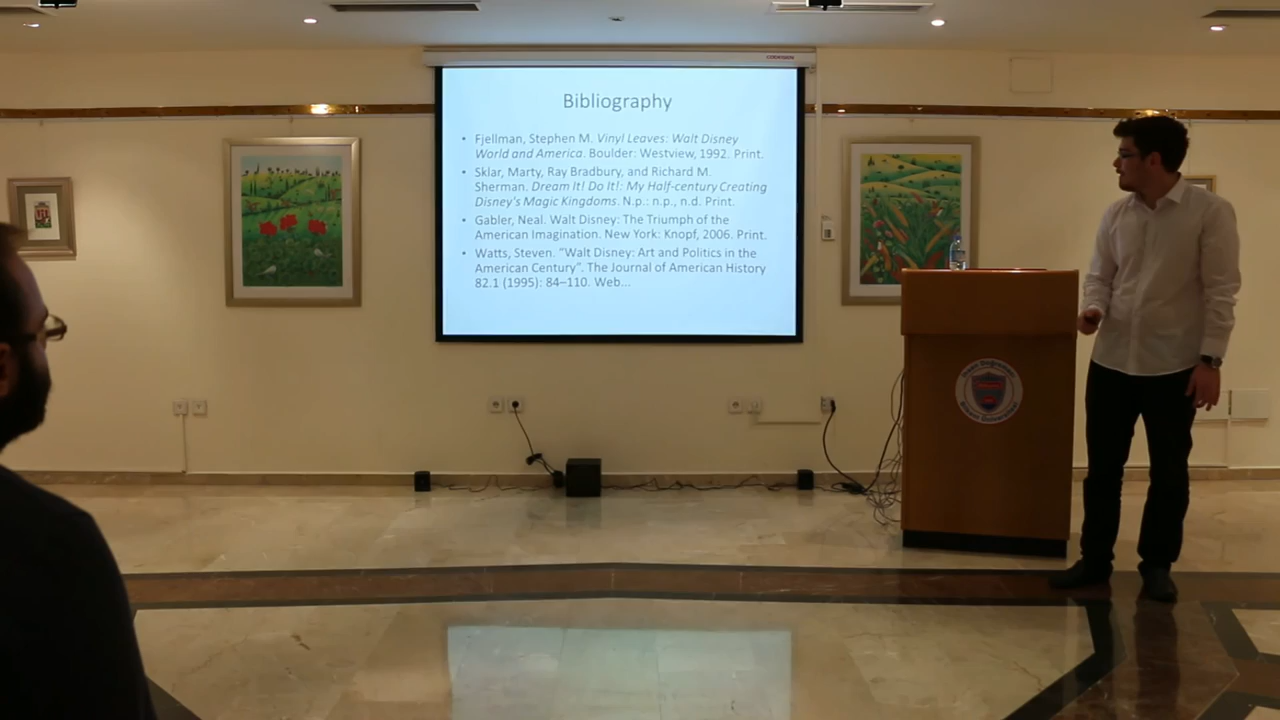 Bibliography
• Fjellman, Stephen M. Vinyl Leaves: Walt Disney
World and America. Boulder: Westview, 1992. Print.
• Sklar, Marty, Ray Bradbury, and Richard M.
Sherman. Dream It! Do It!: My Half-century Creating
Disney's Magic Kingdoms. N.p.: n.p., n.d. Print.
• Gabler, Neal. Walt Disney: The Triumph of the
American Imagination. New York: Knopf, 2006. Print.
• Watts, Steven. “Walt Disney: Art and Politics in the
American Century”. The Journal of American History
82.1 (1995): 84–110. Web...